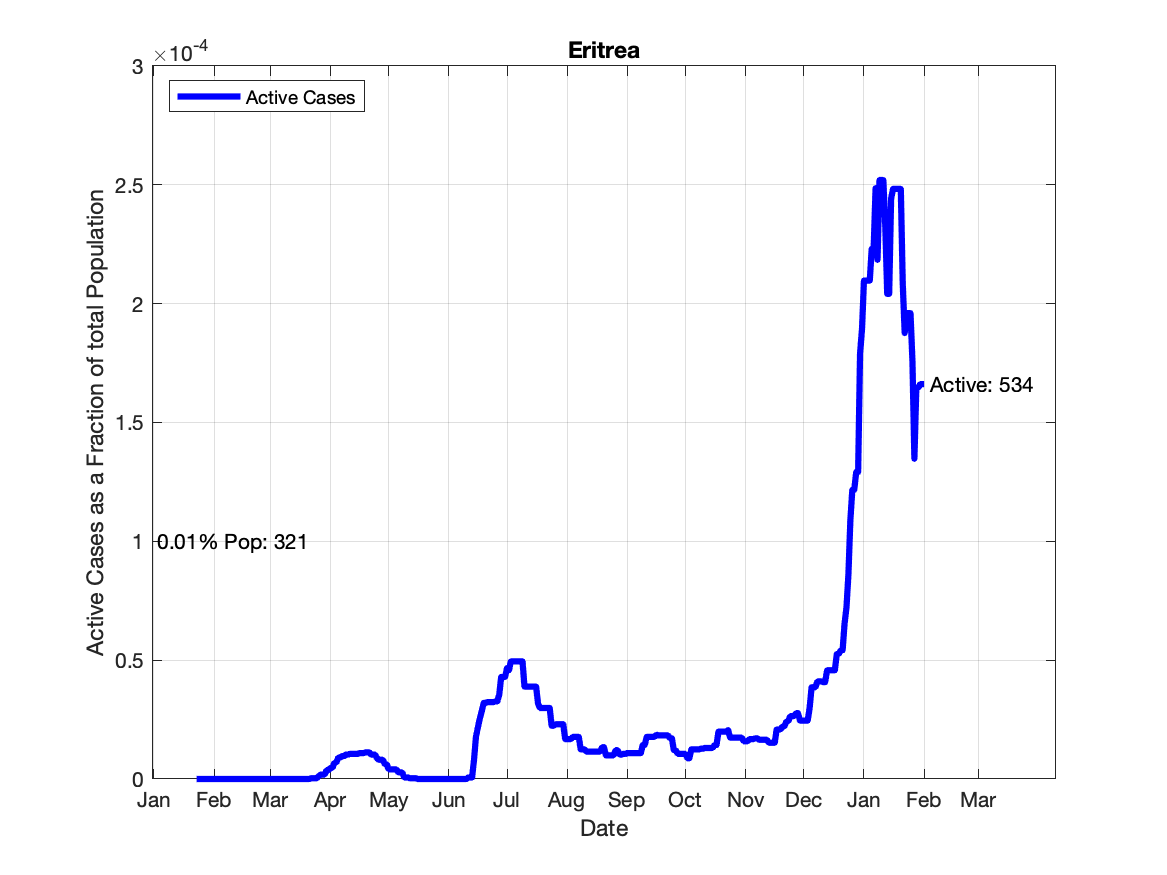 Eritrea
×10-4
3
2.5
2
1.5
1
0.5
0
Active Cases
0.01% Pop: 321
Active: 534
Active Cases as a Fraction of total Population
Jan Feb Mar Apr May Jun Jul Aug Sep Oct Nov Dec Jan Feb Mar
Date